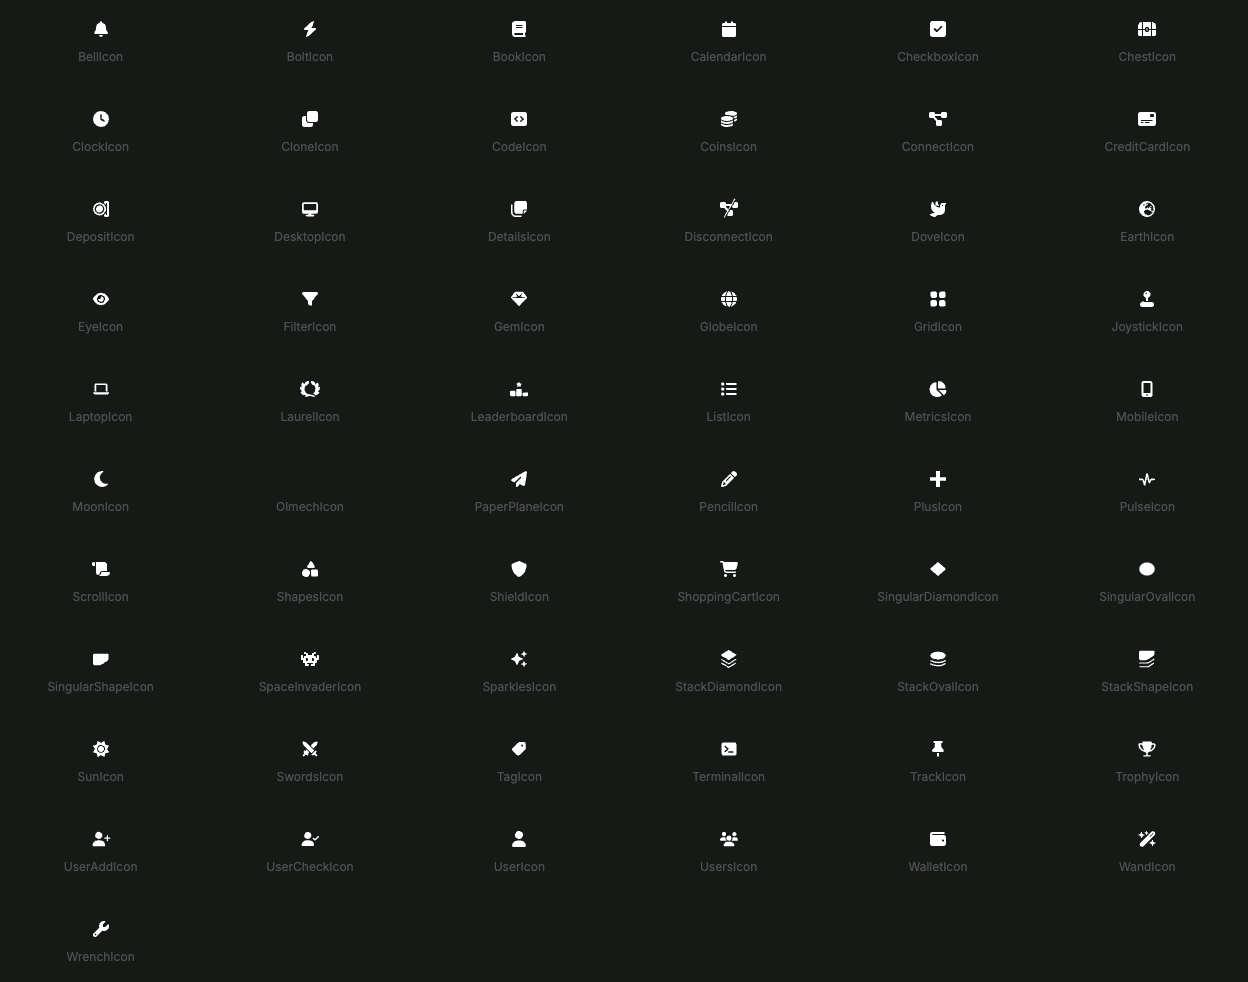 BellIcon BoltIcon BookIcon CalendarIcon CheckboxIcon ChestIcon
ClockIcon CloneIcon CodeIcon CoinsIcon ConnectIcon CreditCardIcon
DepositIcon DesktopIcon DetailsIcon DisconnectIcon DoveIcon EarthIcon
EyeIcon FilterIcon GemIcon GlobeIcon GridIcon JoystickIcon
LaptopIcon LaurelIcon LeaderboardIcon ListIcon MetricsIcon MobileIcon
MoonIcon OlmechIcon PaperPlaneIcon PencilIcon PlusIcon PulseIcon
ScrollIcon ShapesIcon ShieldIcon ShoppingCartIcon SingularDiamondIcon SingularOvalIcon
SingularShapeIcon SpaceInvaderIcon SparklesIcon StackDiamondIcon StackOvalIcon StackShapeIcon
SunIcon SwordsIcon TagIcon TerminalIcon TrackIcon TrophyIcon
UserAddIcon UserCheckIcon UserIcon UsersIcon WalletIcon WandIcon
WrenchIcon